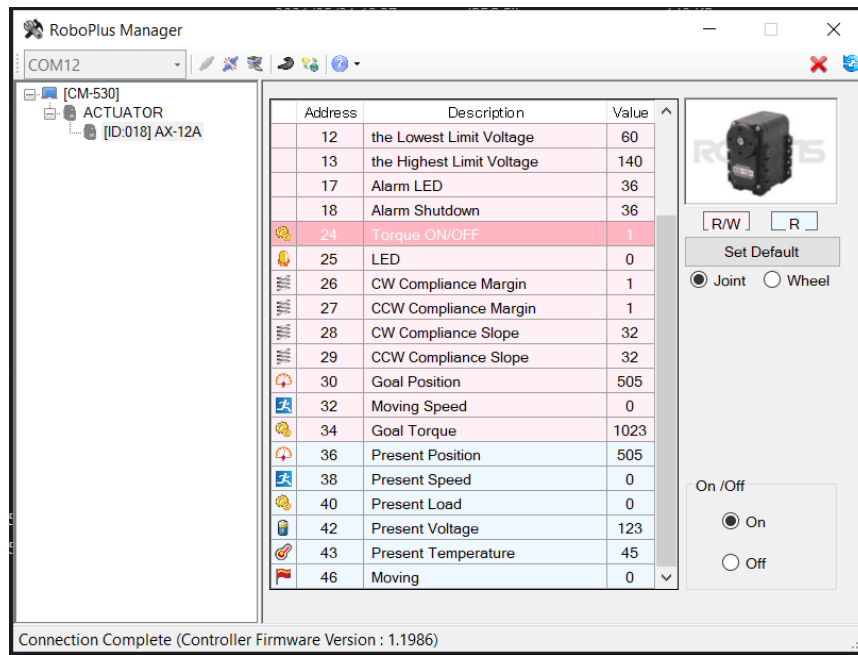 RoboPlus Manager
COM12
[CM-530]
ACTUATOR
[ID:018] AX-12A
Address Description Value
12 the Lowest Limit Voltage 60
13 the Highest Limit Voltage 140
17 Alarm LED 36
18 Alarm Shutdown 36
24 Torque ON/OFF 1
25 LED 0
26 CW Compliance Margin 1
27 CCW Compliance Margin 1
28 CW Compliance Slope 32
29 CCW Compliance Slope 32
30 Goal Position 505
32 Moving Speed 0
34 Goal Torque 1023
36 Present Position 505
38 Present Speed 0
40 Present Load 0
42 Present Voltage 123
43 Present Temperature 45
46 Moving 0
R/W R
Set Default
Joint Wheel
On /Off
On
Off
Connection Complete (Controller Firmware Version : 1.1986)